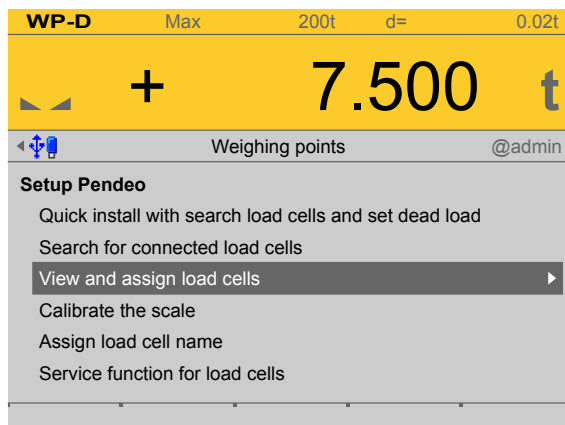 WP-D Max 200t d= 0.02t
+ 7.500 t
Weighing points @admin
Setup Pendeo
Quick install with search load cells and set dead load
Search for connected load cells
View and assign load cells
Calibrate the scale
Assign load cell name
Service function for load cells